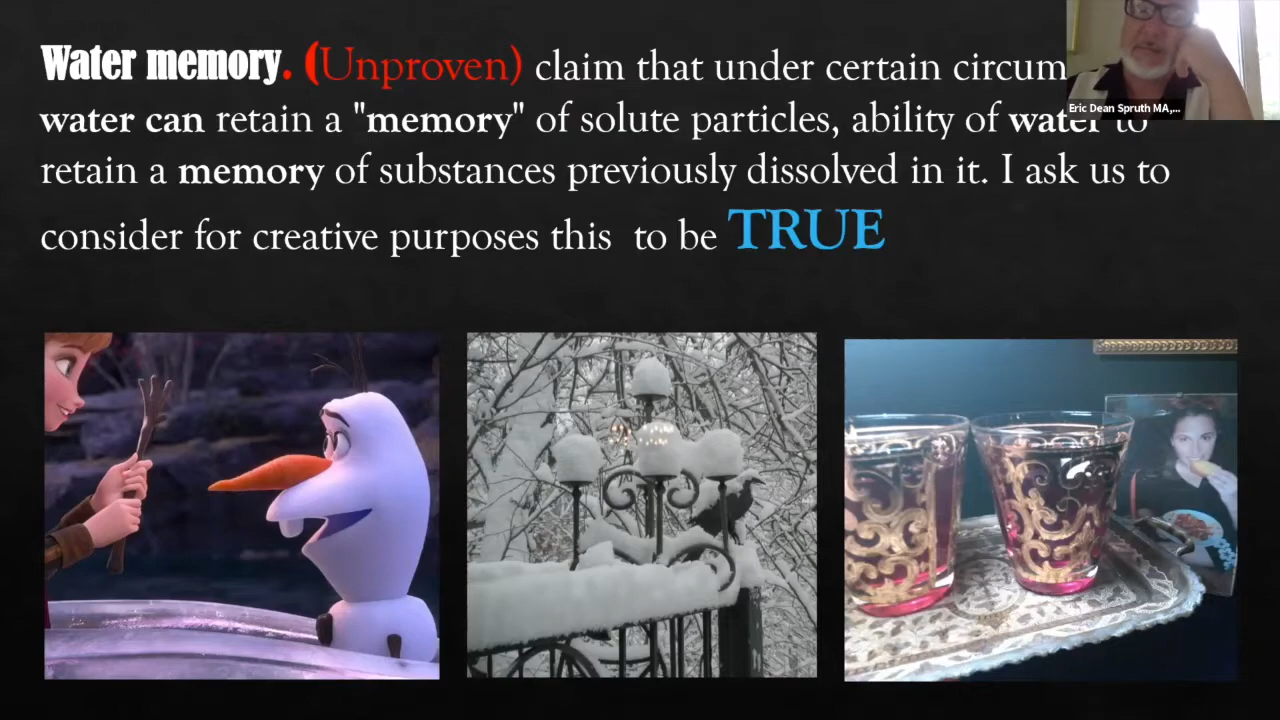 Water memory. (Unproven) claim that under certain circum
water can retain a "memory" of solute particles, ability of water to
retain a memory of substances previously dissolved in it. I ask us to
consider for creative purposes this to be TRUE
Eric Dean Spruth MA,...